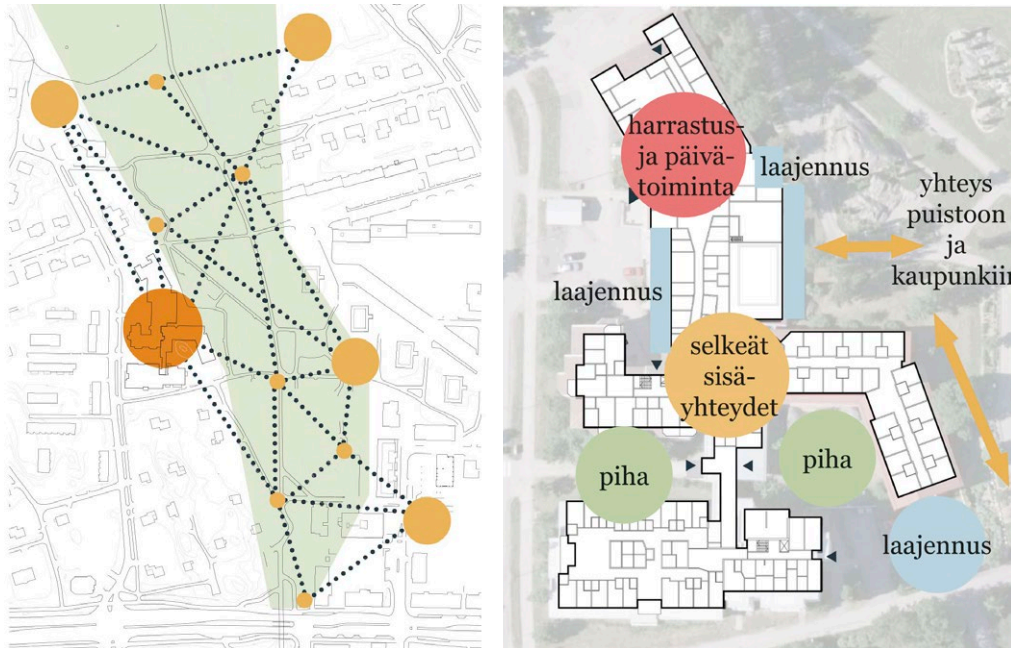 harrastus-
ja päivä-
toiminta
laajennus
yhteys
puistoon
ja
kaupunkiin
laajennus
selkeät
sisä-
yhteydet
piha
piha
laajennus